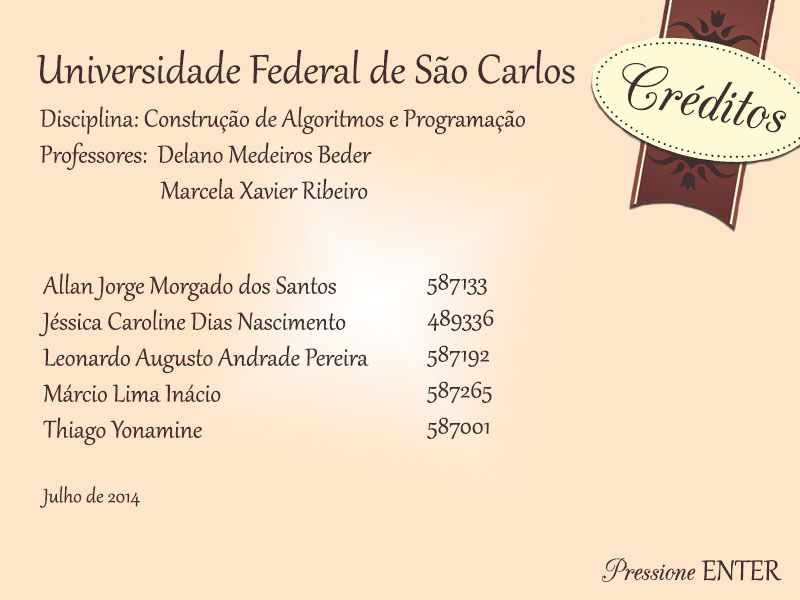 Universidade Federal de São Carlos
Créditos
Disciplina: Construção de Algoritmos e Programação
Professores: Delano Medeiros Beder
Marcela Xavier Ribeiro
Allan Jorge Morgado dos Santos 587133
Jéssica Caroline Dias Nascimento 489336
Leonardo Augusto Andrade Pereira 587192
Márcio Lima Inácio 587265
Thiago Yonamine 587001
Julho de 2014
Pressione ENTER